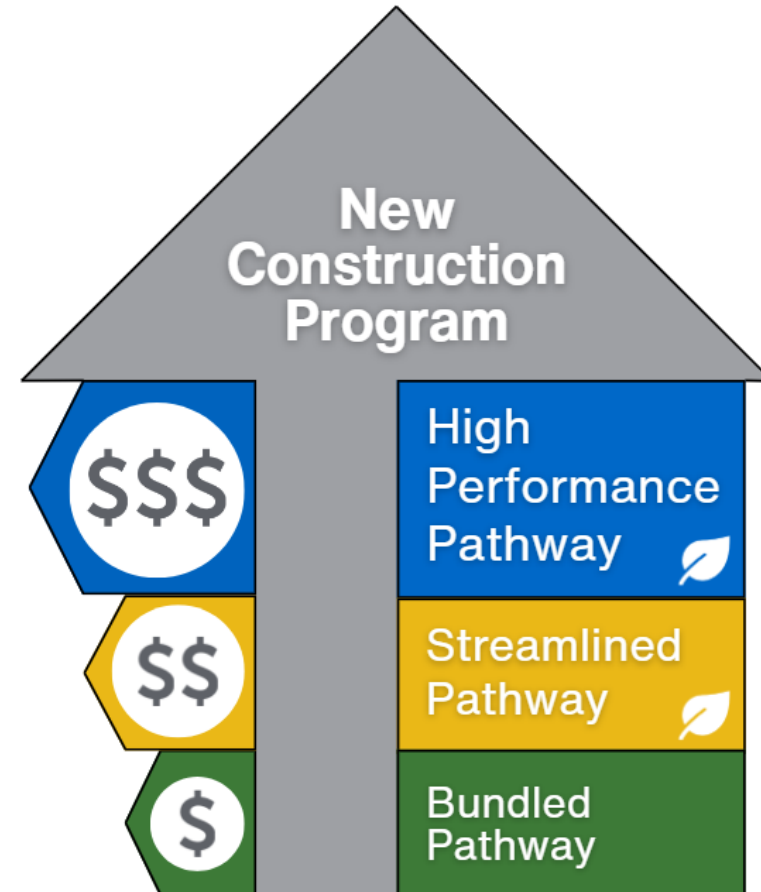 New
Construction
Program
$$$
High
Performance
Pathway
$$
Streamlined
Pathway
$
Bundled
Pathway